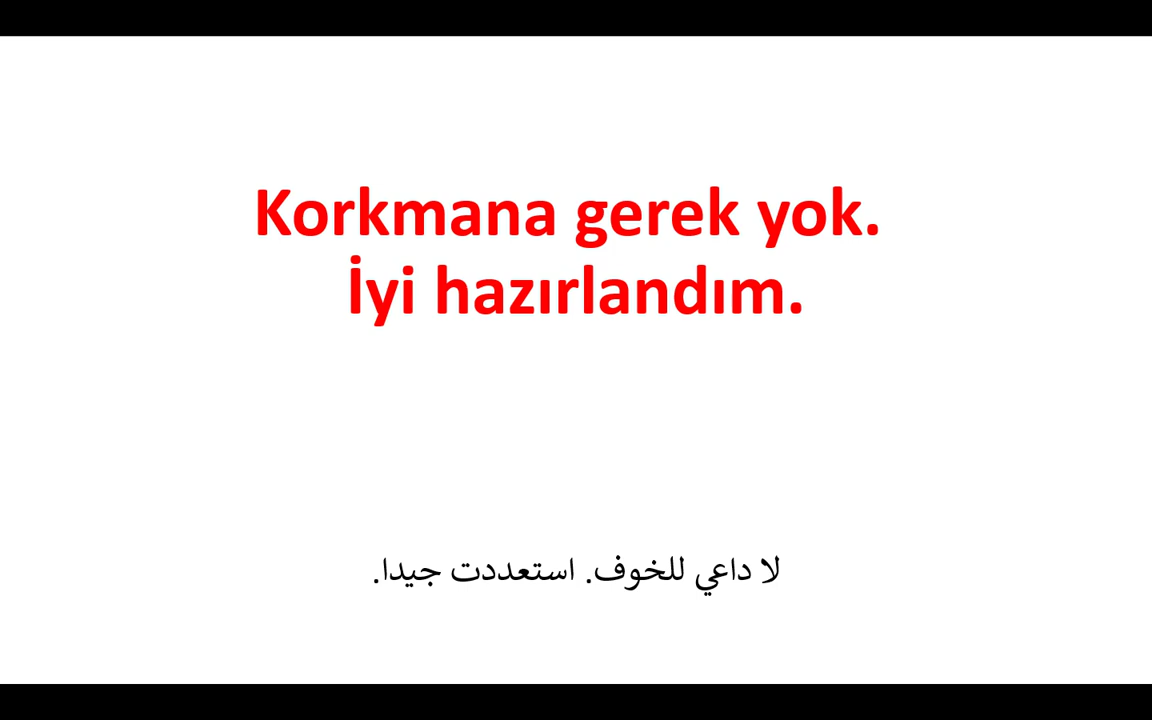 Korkmana gerek yok.
İyi hazırlandım.
لا داعي للخوف. استعددت جيدا.